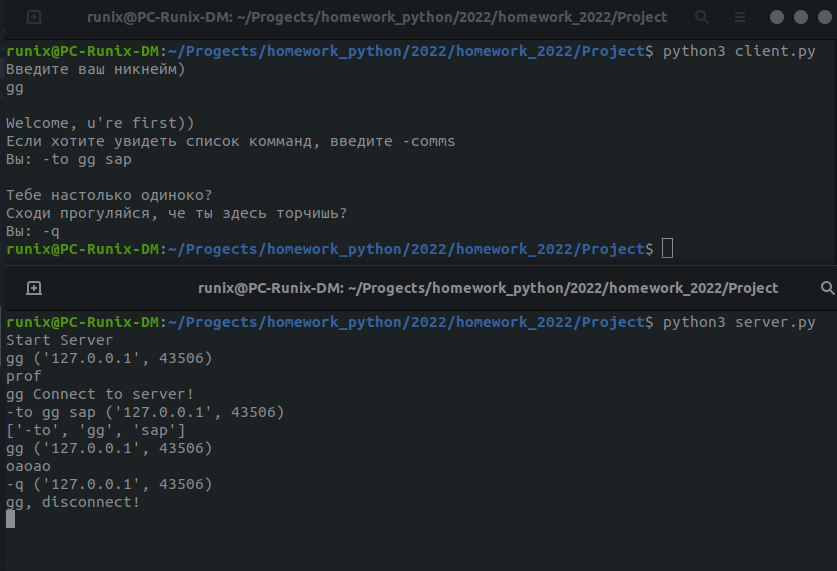 runix@PC-Runix-DM: ~/Progects/homework_python/2022/homework_2022/Project
runix@PC-Runix-DM:~/Progects/homework_python/2022/homework_2022/Project$ python3 client.py
Введите ваш никнейм)
gg
Welcome, u're first))
Если хотите увидеть список комманд, введите -comms
Вы: -to gg sap
Тебе настолько одиноко?
Сходи прогуляйся, че ты здесь торчишь?
Вы: -q
runix@PC-Runix-DM:~/Progects/homework_python/2022/homework_2022/Project$
runix@PC-Runix-DM: ~/Progects/homework_python/2022/homework_2022/Project
runix@PC-Runix-DM:~/Progects/homework_python/2022/homework_2022/Project$ python3 server.py
Start Server
gg ('127.0.0.1', 43506)
prof
gg Connect to server!
-to gg sap ('127.0.0.1', 43506)
['-to', 'gg', 'sap']
gg ('127.0.0.1', 43506)
oaoao
-q ('127.0.0.1', 43506)
gg, disconnect!